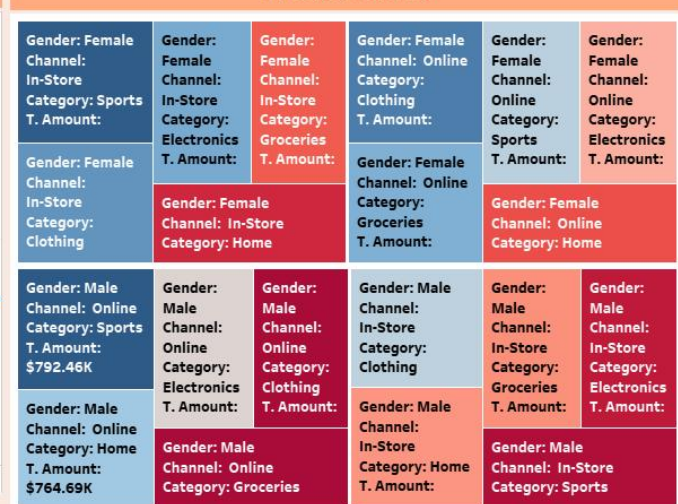 Gender: Female
Channel:
In-Store
Category: Sports
T. Amount:
Gender: Female
Channel:
In-Store
Category:
Clothing
Gender:
Female
Channel:
In-Store
Category:
Electronics
T. Amount:
Gender:
Female
Channel:
In-Store
Category:
Groceries
T. Amount:
Gender: Female
Channel: In-Store
Category: Home
Gender: Female
Channel: Online
Category:
Clothing
T. Amount:
Gender: Female
Channel: Online
Category:
Groceries
T. Amount:
Gender:
Female
Channel:
Online
Category:
Sports
T. Amount:
Gender:
Female
Channel:
Online
Category:
Electronics
T. Amount:
Gender: Female
Channel: Online
Category: Home
Gender: Male
Channel: Online
Category: Sports
T. Amount:
$792.46K
Gender: Male
Channel: Online
Category: Home
T. Amount:
$764.69K
Gender:
Male
Channel:
Online
Category:
Electronics
T. Amount:
Gender:
Male
Channel:
Online
Category:
Clothing
T. Amount:
Gender: Male
Channel: Online
Category: Groceries
Gender: Male
Channel:
In-Store
Category:
Clothing
Gender: Male
Channel:
In-Store
Category: Home
T. Amount:
Gender:
Male
Channel:
In-Store
Category:
Groceries
T. Amount:
Gender:
Male
Channel:
In-Store
Category:
Electronics
T. Amount:
Gender: Male
Channel: In-Store
Category: Sports